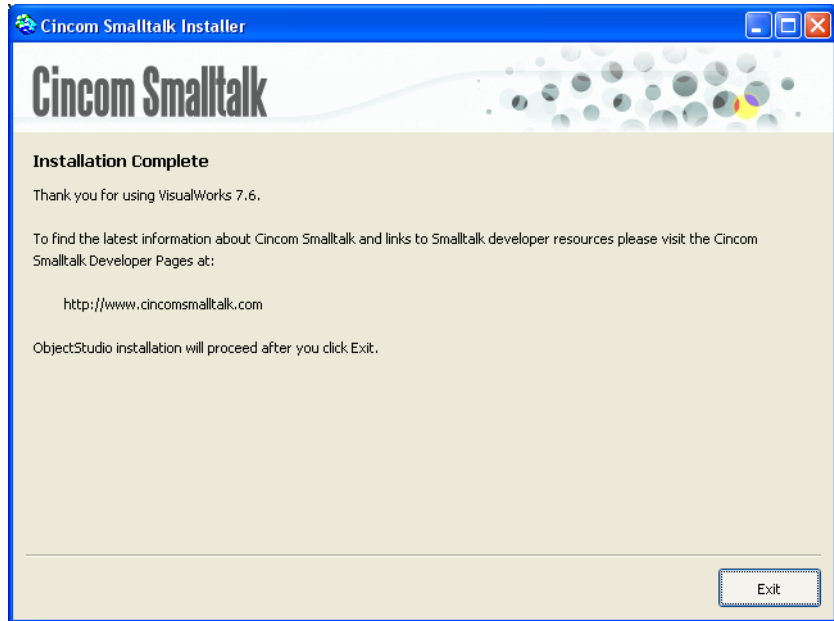 Cincom Smalltalk Installer
Cincom Smalltalk
Installation Complete
Thank you for using VisualWorks 7.6.
To find the latest information about Cincom Smalltalk and links to Smalltalk developer resources please visit the Cincom
Smalltalk Developer Pages at:
http://www.cincomsmalltalk.com
ObjectStudio installation will proceed after you click Exit.
Exit